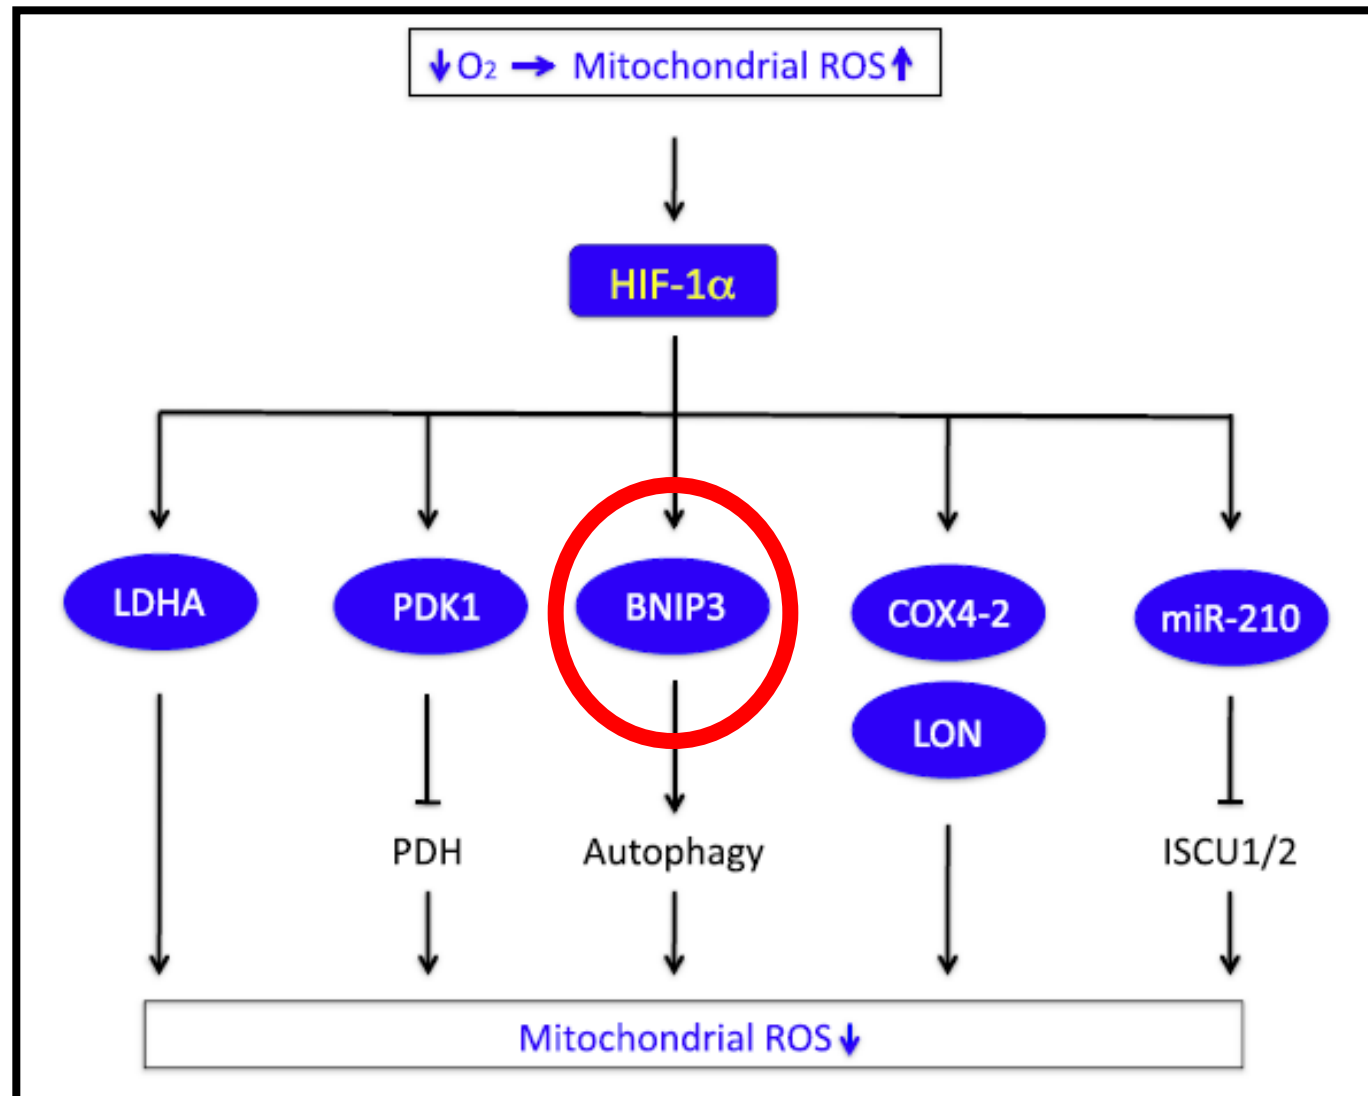 ↓O₂ → Mitochondrial ROS↑
HIF-1α
LDHA
PDK1
BNIP3
COX4-2
miR-210
LON
PDH
Autophagy
ISCU1/2
Mitochondrial ROS↓